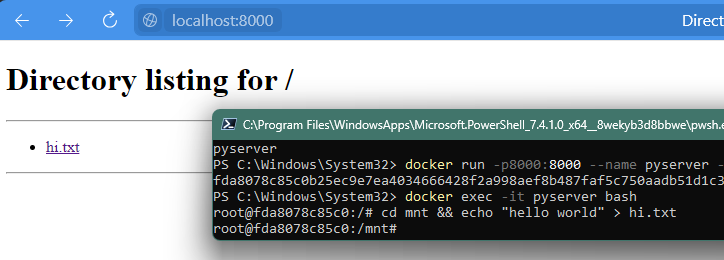 localhost:8000
Direct
Directory listing for /
hi.txt
C:\Program Files\WindowsApps\Microsoft.PowerShell_7.4.1.0_x64__8wekyb3d8bbwe\pwsh.e
pyserver
PS C:\Windows\System32> docker run -p8000:8000 --name pyserver -
fda8078c85c0b25ec9e7ea4034666428f2a998aef8b487faf5c750aadb51d1c3
PS C:\Windows\System32> docker exec -it pyserver bash
root@fda8078c85c0:/# cd mnt && echo "hello world" > hi.txt
root@fda8078c85c0:/mnt#